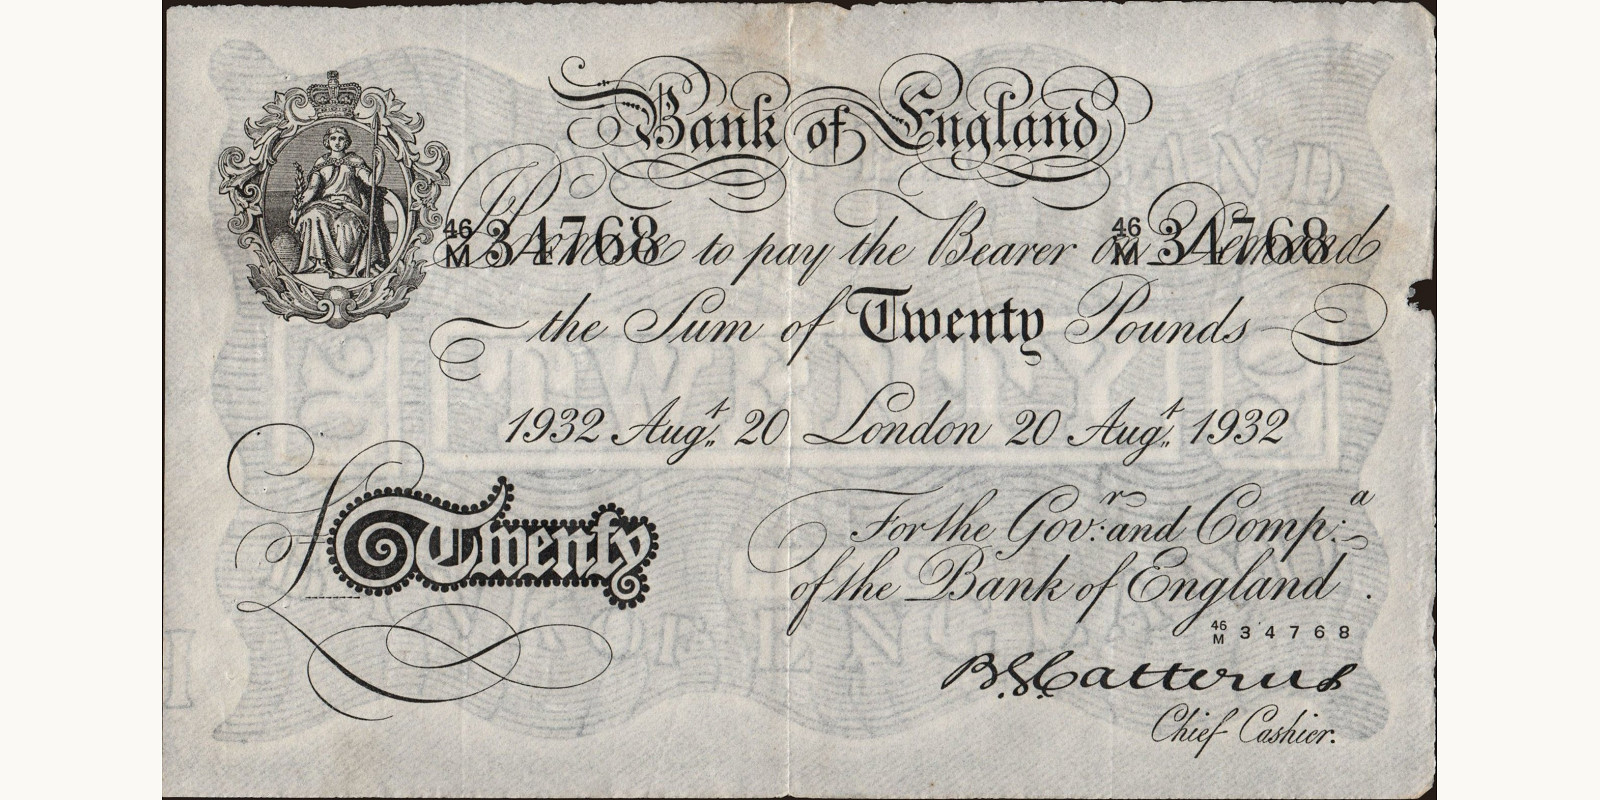 Bank of England
46
M 34768 I Promise to pay the Bearer on Demand 46
M 34768
the Sum of Twenty Pounds
1932 Augt 20 London 20 Augt 1932
£ Twenty
For the Govr: and Compa:
of the Bank of England.
46
M 34768
B G Catterns
Chief Cashier.
TWENTY